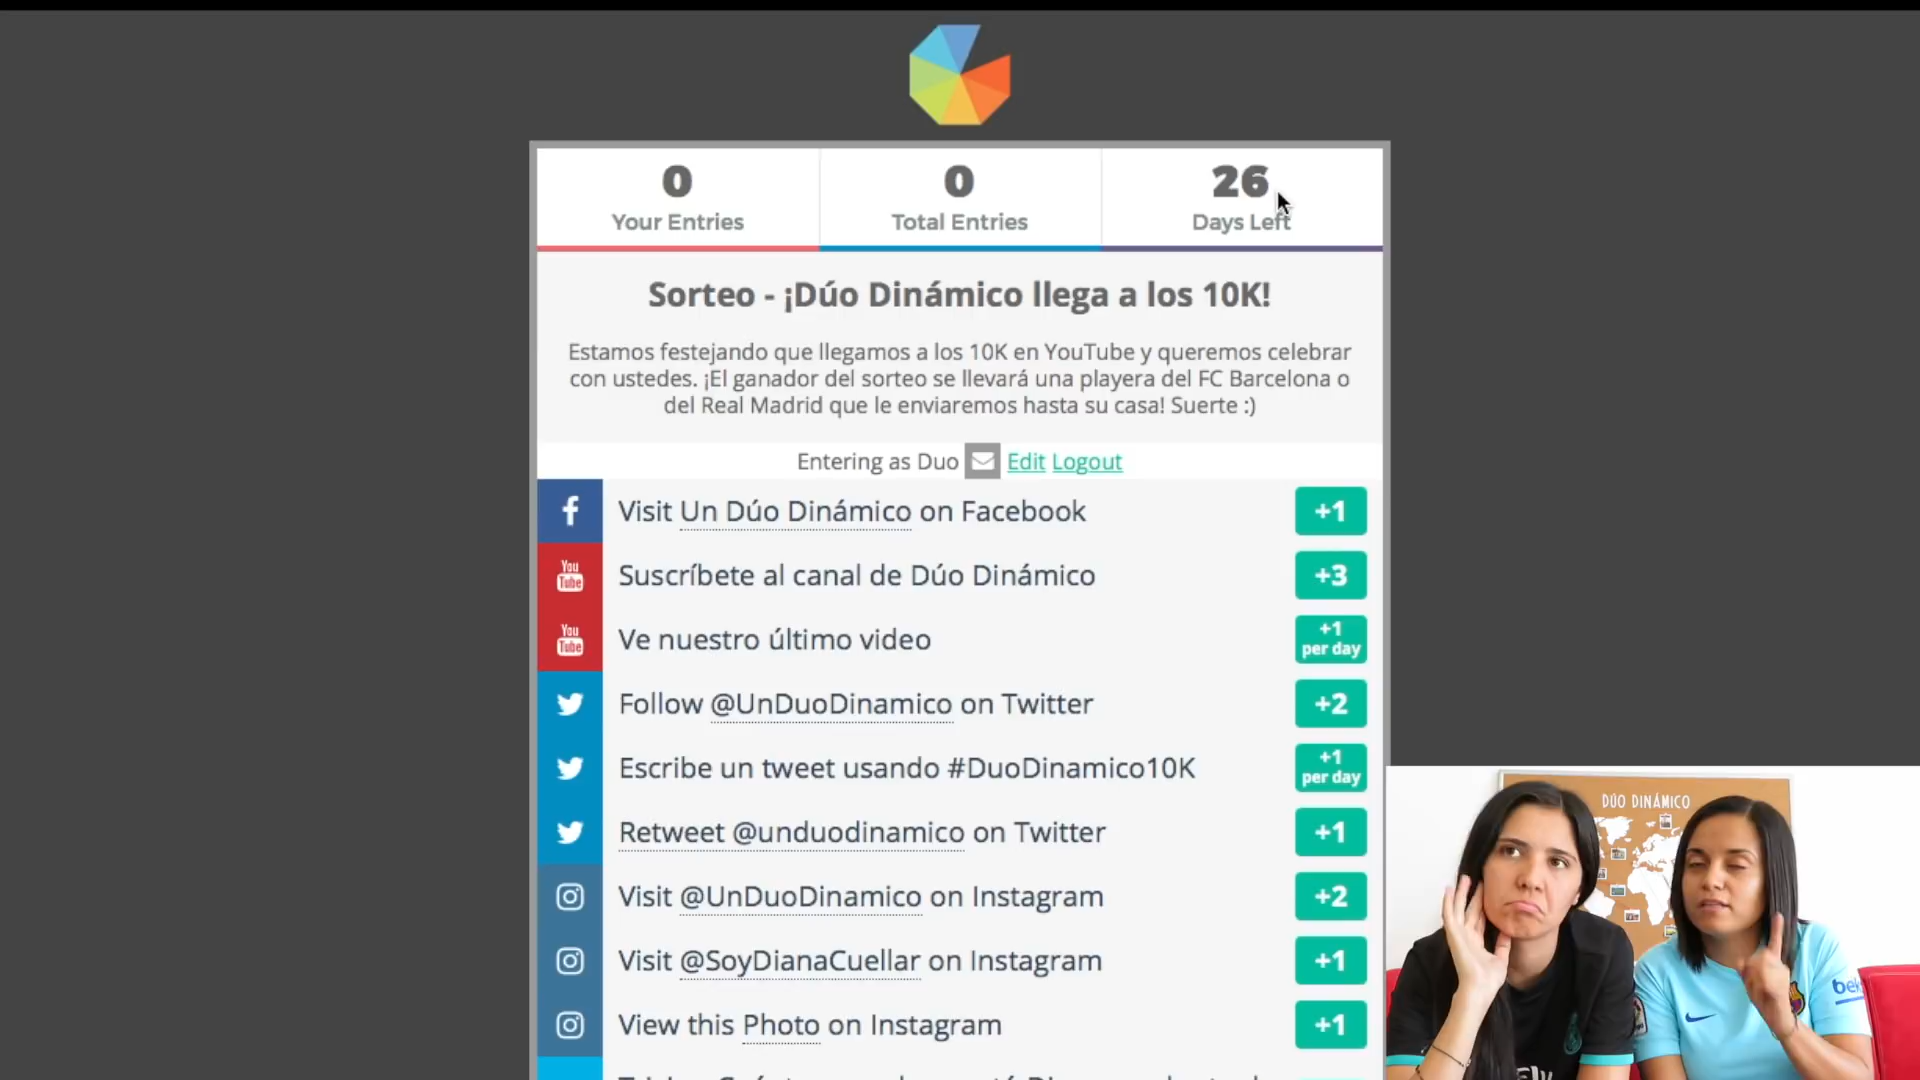 0
Your Entries
0
Total Entries
26
Days Left
Sorteo - ¡Dúo Dinámico llega a los 10K!
Estamos festejando que llegamos a los 10K en YouTube y queremos celebrar
con ustedes. ¡El ganador del sorteo se llevará una playera del FC Barcelona o
del Real Madrid que le enviaremos hasta su casa! Suerte :)
Entering as Duo Edit Logout
Visit Un Dúo Dinámico on Facebook +1
You Tube Suscríbete al canal de Dúo Dinámico +3
You Tube Ve nuestro último video +1 per day
Follow @UnDuoDinamico on Twitter +2
Escribe un tweet usando #DuoDinamico10K +1 per day
Retweet @unduodinamico on Twitter +1
Visit @UnDuoDinamico on Instagram +2
Visit @SoyDianaCuellar on Instagram +1
View this Photo on Instagram +1
DÚO DINÁMICO